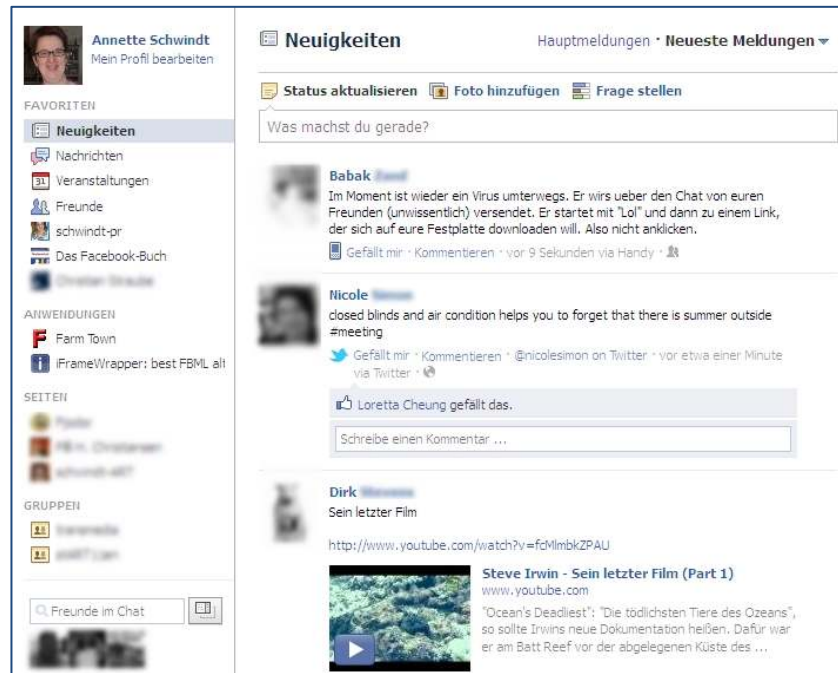 Annette Schwindt
Mein Profil bearbeiten
FAVORITEN
Neuigkeiten
Nachrichten
31
Veranstaltungen
Freunde
schwindt-pr
Das Facebook-Buch
ANWENDUNGEN
Farm Town
iFrameWrapper: best FBML alt
SEITEN
GRUPPEN
Freunde im Chat
Neuigkeiten
Hauptmeldungen · Neueste Meldungen
Status aktualisieren Foto hinzufügen Frage stellen
Was machst du gerade?
Babak
Im Moment ist wieder ein Virus umterwegs. Er wirs ueber den Chat von euren
Freunden (unwissentlich) versendet. Er startet mit "Lol" und dann zu einem Link,
der sich auf eure Festplatte downloaden will. Also nicht anklicken.
Gefällt mir · Kommentieren · vor 9 Sekunden via Handy ·
Nicole
closed blinds and air condition helps you to forget that there is summer outside
#meeting
Gefällt mir · Kommentieren · @nicolesimon on Twitter · vor etwa einer Minute
via Twitter ·
Loretta Cheung gefällt das.
Schreibe einen Kommentar ...
Dirk
Sein letzter Film
http://www.youtube.com/watch?v=fcMlmbkZPAU
Steve Irwin - Sein letzter Film (Part 1)
www.youtube.com
"Ocean's Deadliest": "Die tödlichsten Tiere des Ozeans",
so sollte Irwins neue Dokumentation heißen. Dafür war
er am Batt Reef vor der abgelegenen Küste des ...